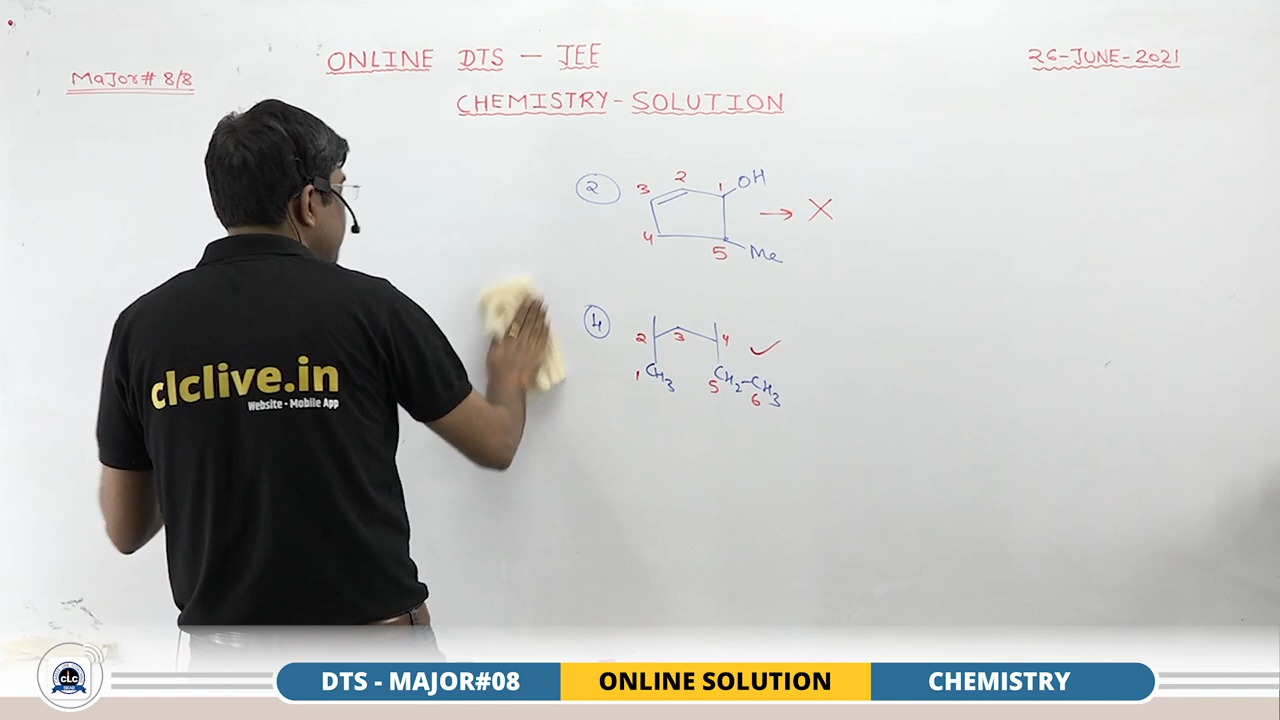 ONLINE DTS - JEE
26-JUNE-2021
MaJor# 8/8
CHEMISTRY-SOLUTION
2
3 2 1 OH
→ X
4 5 Me
4
2 3 4 ✓
1 CH3 5 CH2-CH3
6
clclive.in
Website - Mobile App
CLC
DTS - MAJOR#08
ONLINE SOLUTION
CHEMISTRY